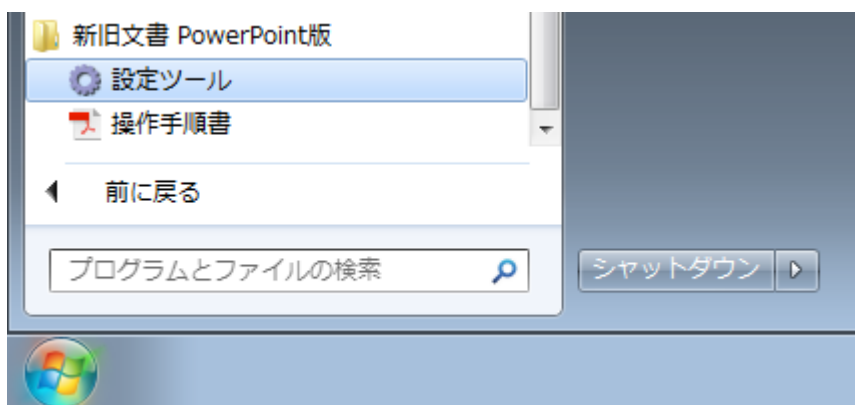 新旧文書 PowerPoint版
設定ツール
操作手順書
前に戻る
プログラムとファイルの検索
シャットダウン